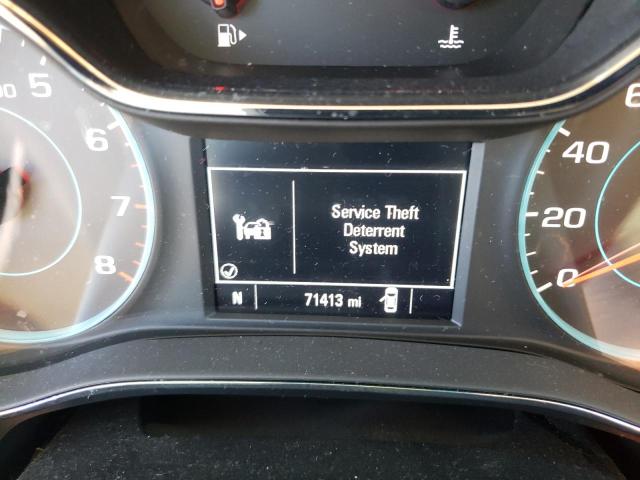 5
6
7
8
Service Theft
Deterrent
System
N 71413 mi
40
20
0